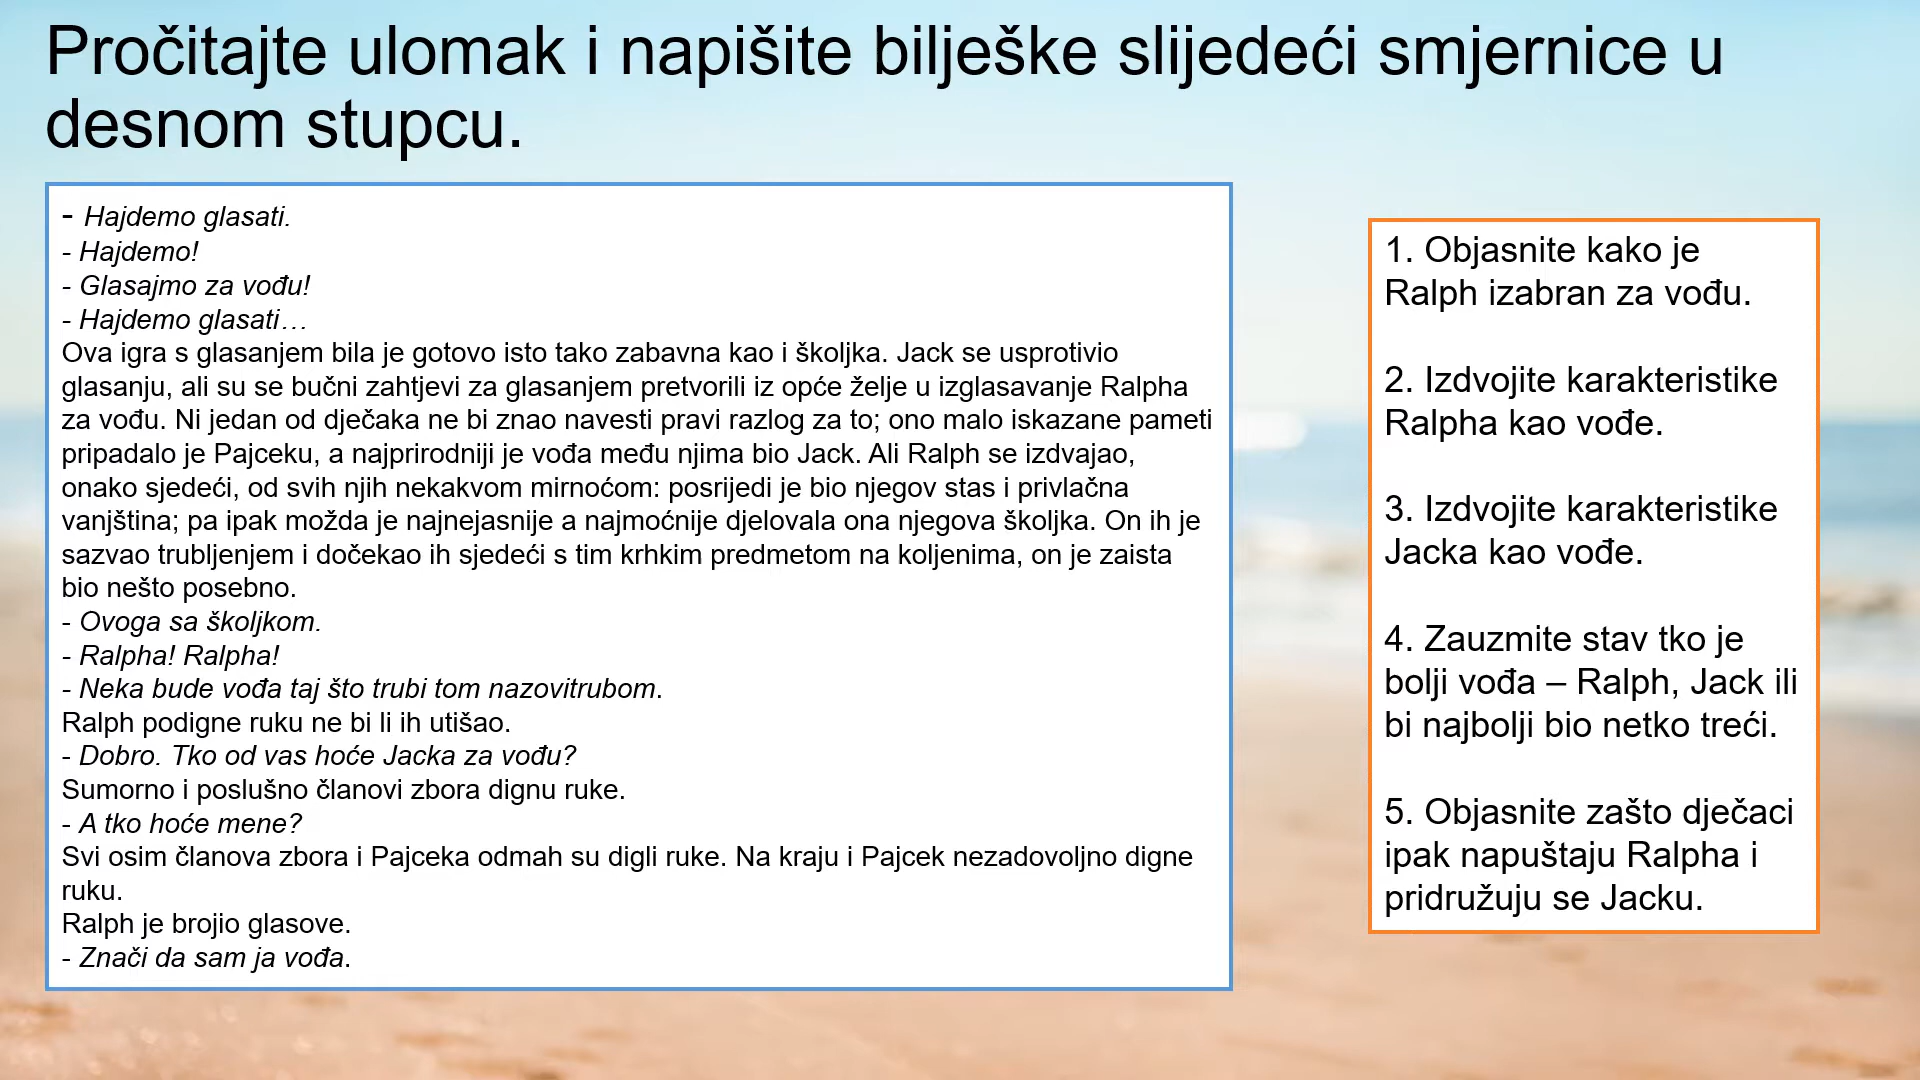 Pročitajte ulomak i napišite bilješke slijedeći smjernice u
desnom stupcu.
- Hajdemo glasati.
- Hajdemo!
- Glasajmo za vođu!
- Hajdemo glasati…
Ova igra s glasanjem bila je gotovo isto tako zabavna kao i školjka. Jack se usprotivio
glasanju, ali su se bučni zahtjevi za glasanjem pretvorili iz opće želje u izglasavanje Ralpha
za vođu. Ni jedan od dječaka ne bi znao navesti pravi razlog za to; ono malo iskazane pameti
pripadalo je Pajceku, a najprirodniji je vođa među njima bio Jack. Ali Ralph se izdvajao,
onako sjedeći, od svih njih nekakvom mirnoćom: posrijedi je bio njegov stas i privlačna
vanjština; pa ipak možda je najnejasnije a najmoćnije djelovala ona njegova školjka. On ih je
sazvao trubljenjem i dočekao ih sjedeći s tim krhkim predmetom na koljenima, on je zaista
bio nešto posebno.
- Ovoga sa školjkom.
- Ralpha! Ralpha!
- Neka bude vođa taj što trubi tom nazovitrubom.
Ralph podigne ruku ne bi li ih utišao.
- Dobro. Tko od vas hoće Jacka za vođu?
Sumorno i poslušno članovi zbora dignu ruke.
- A tko hoće mene?
Svi osim članova zbora i Pajceka odmah su digli ruke. Na kraju i Pajcek nezadovoljno digne
ruku.
Ralph je brojio glasove.
- Znači da sam ja vođa.
1. Objasnite kako je
Ralph izabran za vođu.
2. Izdvojite karakteristike
Ralpha kao vođe.
3. Izdvojite karakteristike
Jacka kao vođe.
4. Zauzmite stav tko je
bolji vođa – Ralph, Jack ili
bi najbolji bio netko treći.
5. Objasnite zašto dječaci
ipak napuštaju Ralpha i
pridružuju se Jacku.